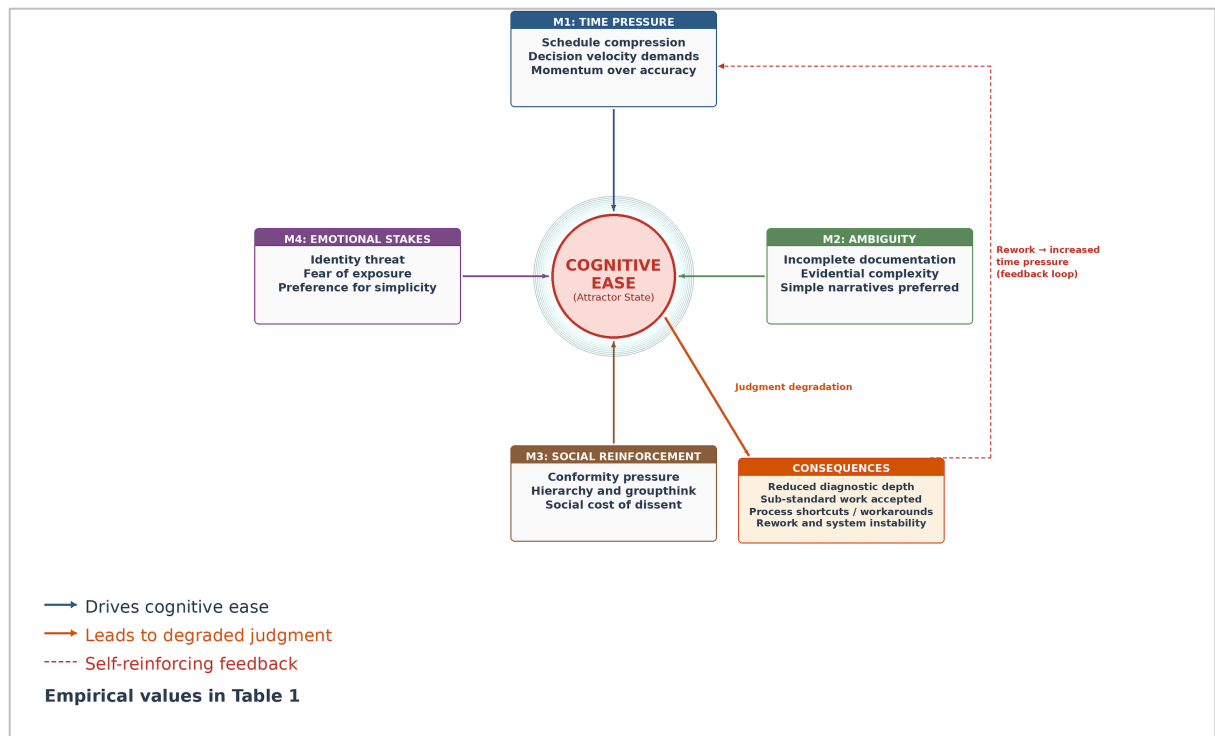 M1: TIME PRESSURE
Schedule compression
Decision velocity demands
Momentum over accuracy
M4: EMOTIONAL STAKES
Identity threat
Fear of exposure
Preference for simplicity
COGNITIVE
EASE
(Attractor State)
M2: AMBIGUITY
Incomplete documentation
Evidential complexity
Simple narratives preferred
Rework → increased
time pressure
(feedback loop)
Judgment degradation
M3: SOCIAL REINFORCEMENT
Conformity pressure
Hierarchy and groupthink
Social cost of dissent
CONSEQUENCES
Reduced diagnostic depth
Sub-standard work accepted
Process shortcuts / workarounds
Rework and system instability
Drives cognitive ease
Leads to degraded judgment
Self-reinforcing feedback
Empirical values in Table 1